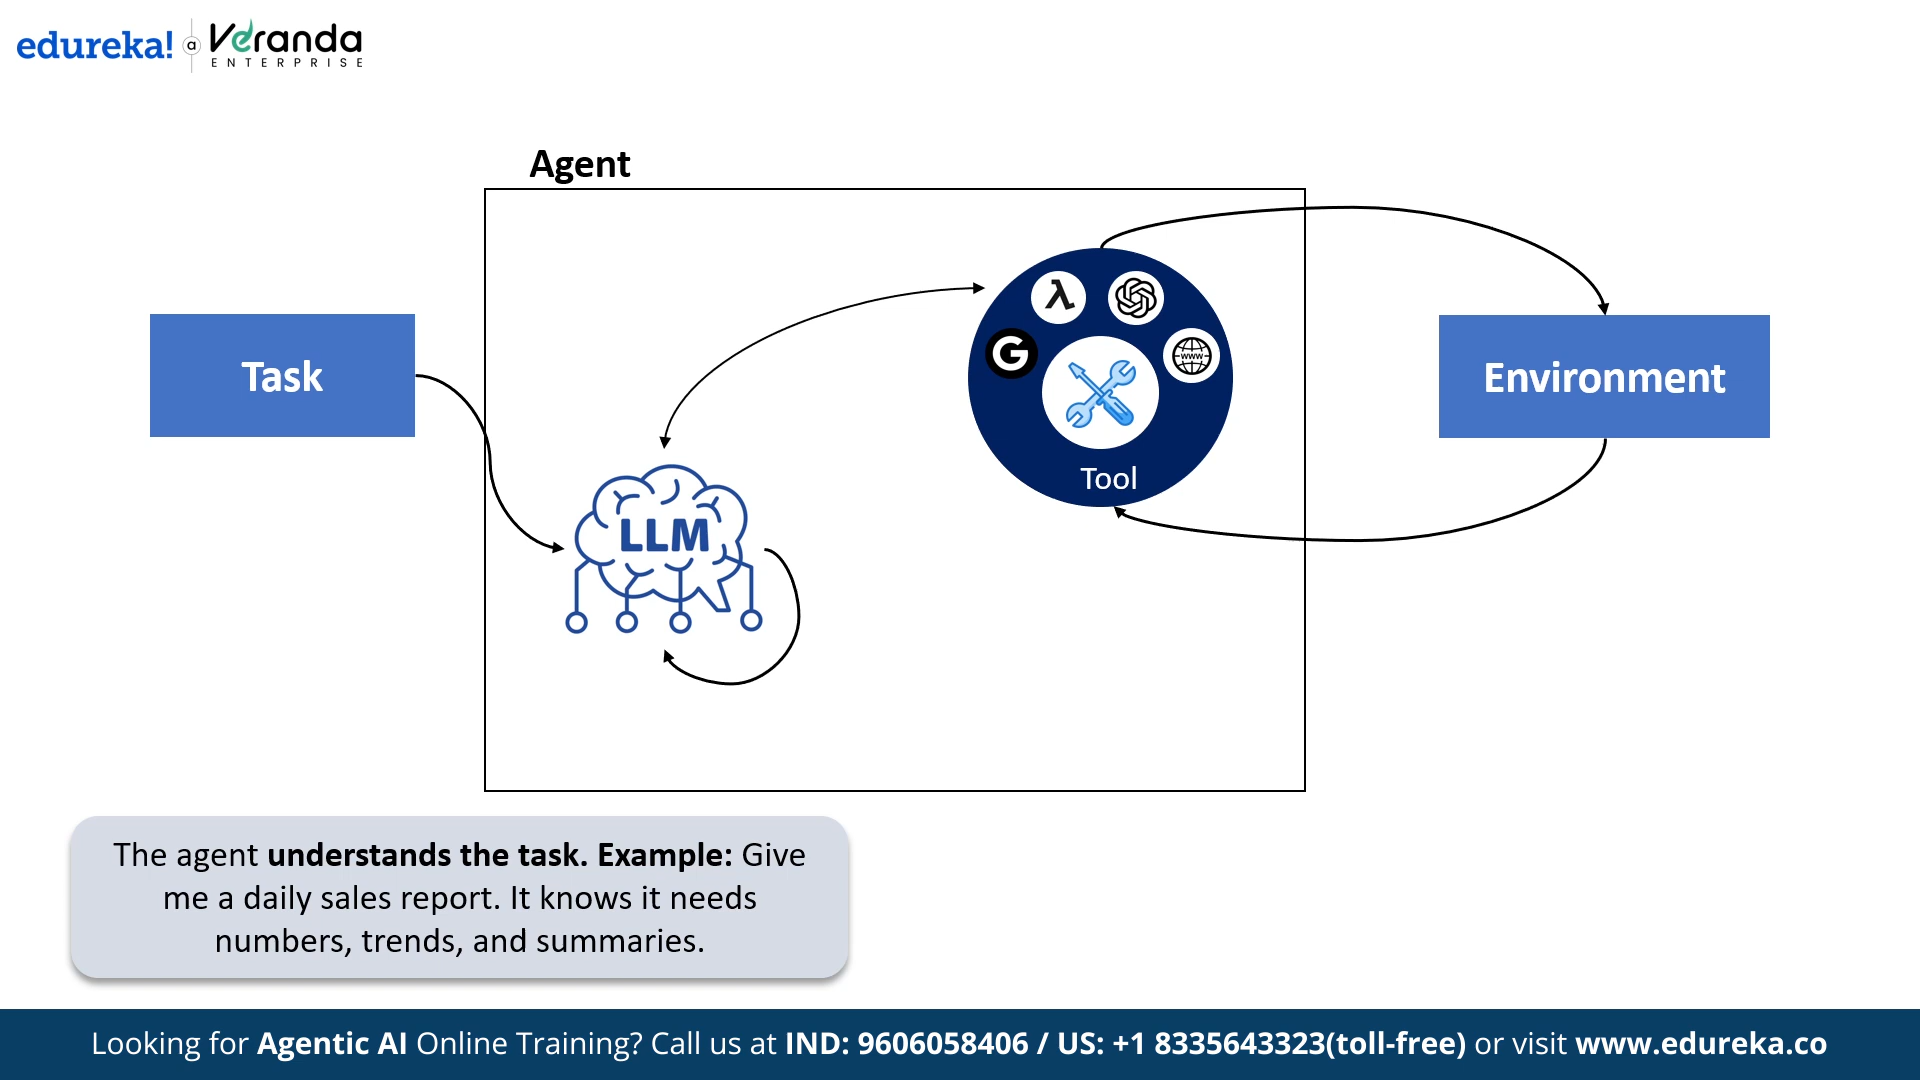 edureka! a Veranda
ENTERPRISE
Agent
Task
G λ
WWW
Environment
Tool
LLM
The agent understands the task. Example: Give
me a daily sales report. It knows it needs
numbers, trends, and summaries.
Looking for Agentic AI Online Training? Call us at IND: 9606058406 / US: +1 8335643323(toll-free) or visit www.edureka.co